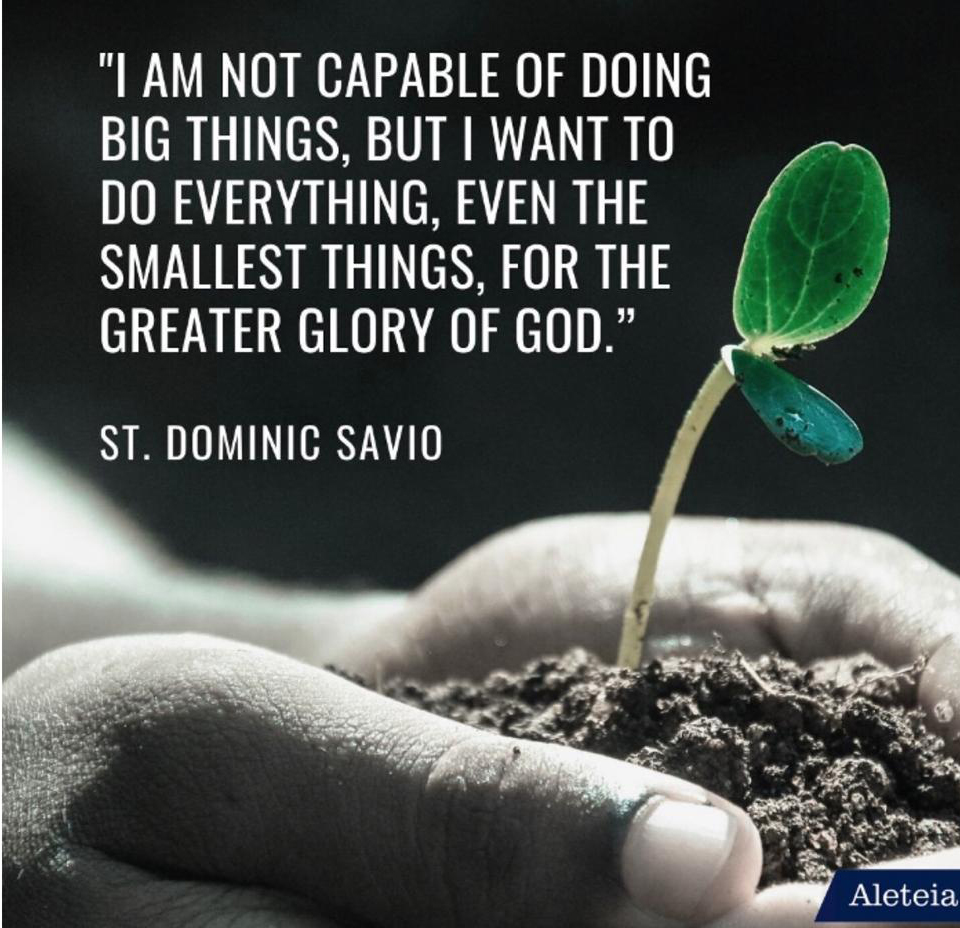 "I AM NOT CAPABLE OF DOING
BIG THINGS, BUT I WANT TO
DO EVERYTHING, EVEN THE
SMALLEST THINGS, FOR THE
GREATER GLORY OF GOD.”
ST. DOMINIC SAVIO
Aleteia